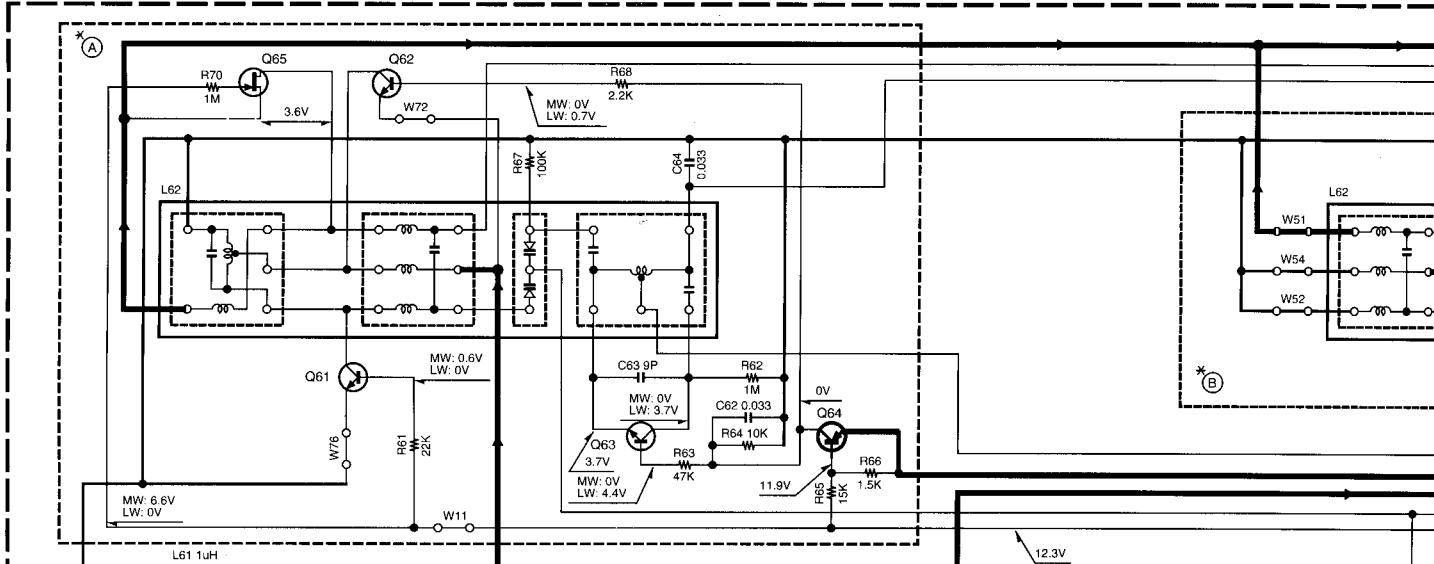 * A
Q65
Q62
R70
1M
R68
2.2K
W72
3.6V
MW: 0V
LW: 0.7V
R67
100K
C64
0.033
L62
L62
W51
W54
W52
* B
Q61
MW: 0.6V
LW: 0V
C63 9P
R62
1M
MW: 0V
LW: 3.7V
C62 0.033
0V
Q64
Q63
R64 10K
3.7V
R63
47K
MW: 0V
LW: 4.4V
W76
R61
22K
11.9V
R66
1.5K
R65
15K
MW: 6.6V
LW: 0V
W11
L61 1uH
12.3V